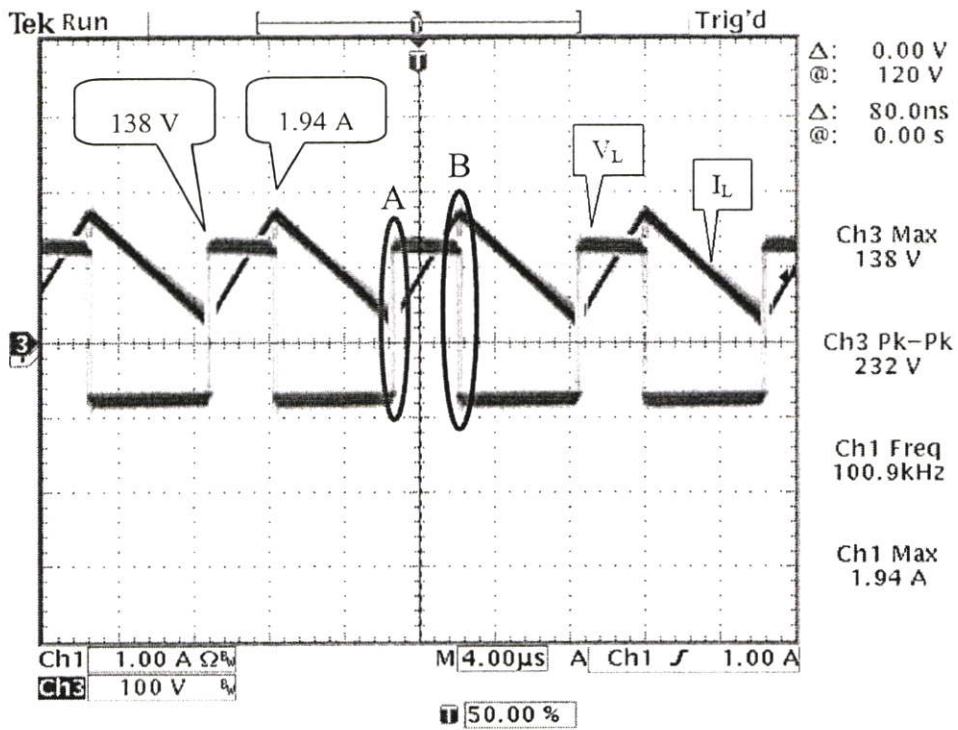 Tek Run Trig'd
T
Δ: 0.00 V
@: 120 V
Δ: 80.0ns
@: 0.00 s
138 V
1.94 A
A
B
V_L
I_L
3
Ch3 Max
138 V
Ch3 Pk-Pk
232 V
Ch1 Freq
100.9kHz
Ch1 Max
1.94 A
Ch1 1.00 A Ω B_W M 4.00µs A Ch1 ʃ 1.00 A
Ch3 100 V B_W
T 50.00 %